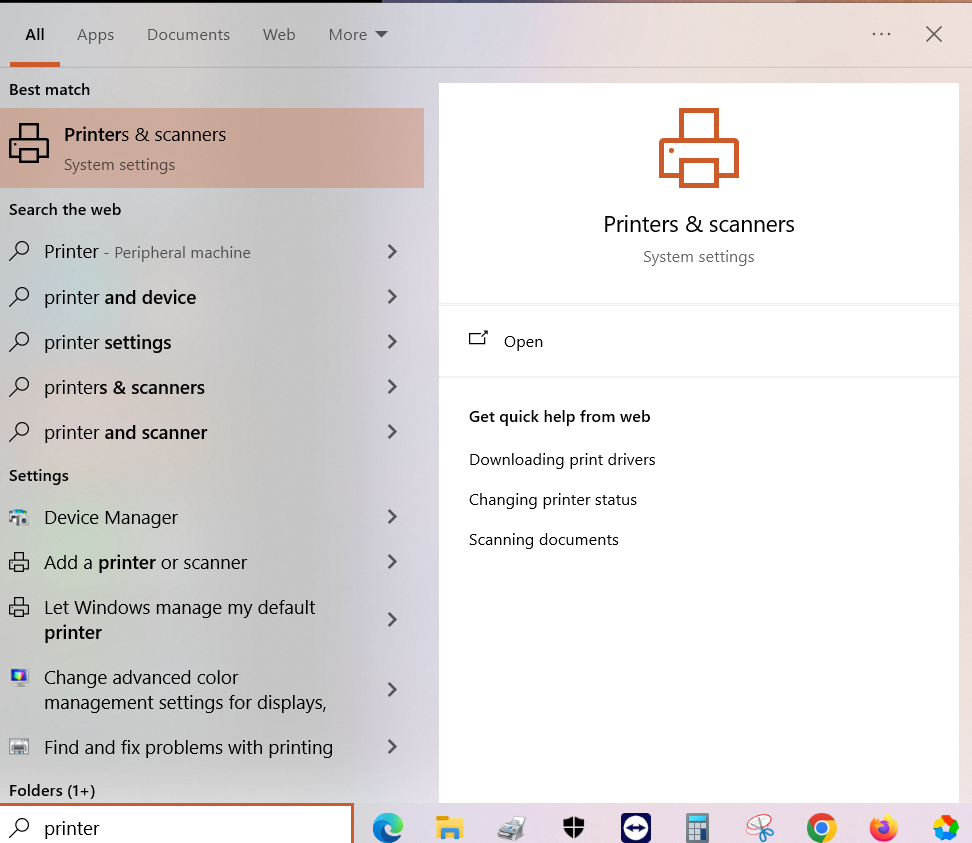 All Apps Documents Web More
Best match
Printers & scanners
System settings
Search the web
Printer - Peripheral machine
printer and device
printer settings
printers & scanners
printer and scanner
Settings
Device Manager
Add a printer or scanner
Let Windows manage my default
printer
Change advanced color
management settings for displays,
Find and fix problems with printing
Folders (1+)
printer
Printers & scanners
System settings
Open
Get quick help from web
Downloading print drivers
Changing printer status
Scanning documents